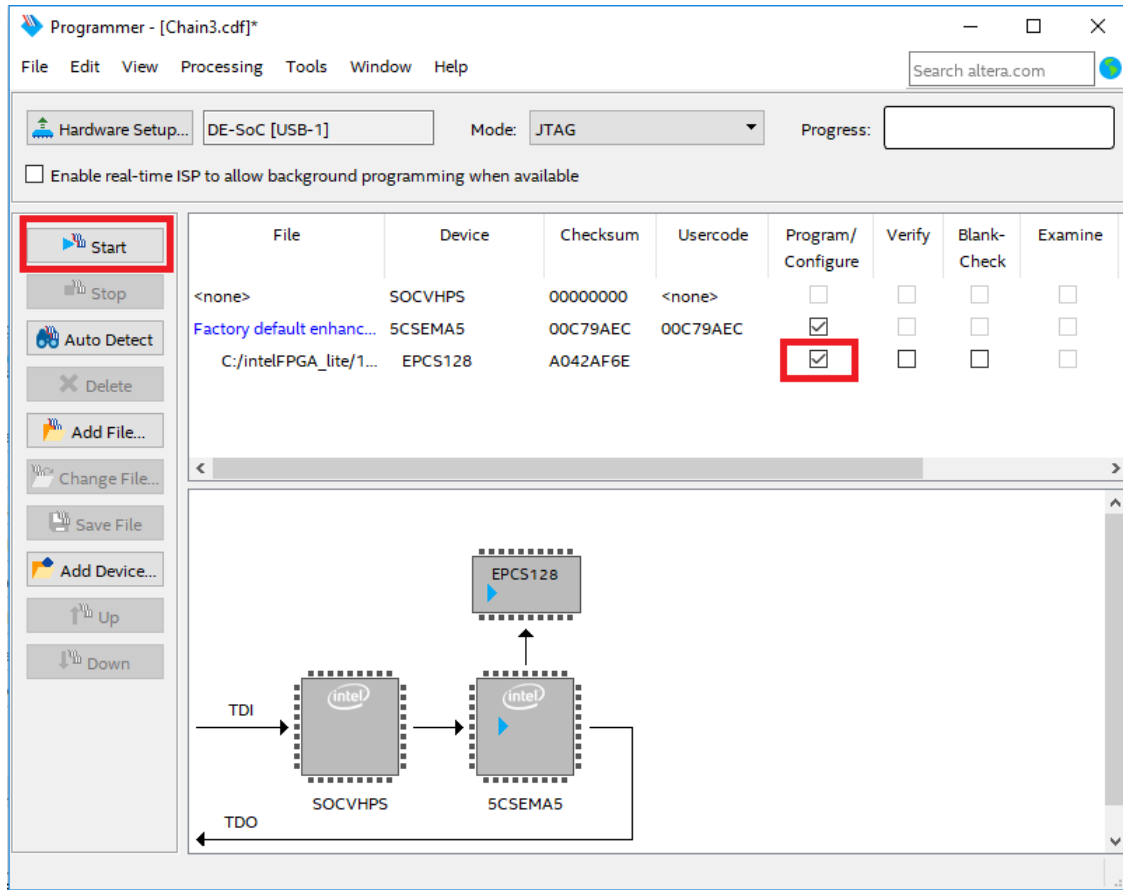 Programmer - [Chain3.cdf]*
File Edit View Processing Tools Window Help
Search altera.com
Hardware Setup... DE-SoC [USB-1] Mode: JTAG Progress:
Enable real-time ISP to allow background programming when available
Start
Stop
Auto Detect
Delete
Add File...
Change File...
Save File
Add Device...
Up
Down
File Device Checksum Usercode Program/ Verify Blank- Examine
Configure Check
<none> SOCVHPS 00000000 <none>
Factory default enhanc... 5CSEMA5 00C79AEC 00C79AEC
C:/intelFPGA_lite/1... EPCS128 A042AF6E
EPCS128
intel intel
TDI
SOCVHPS 5CSEMA5
TDO